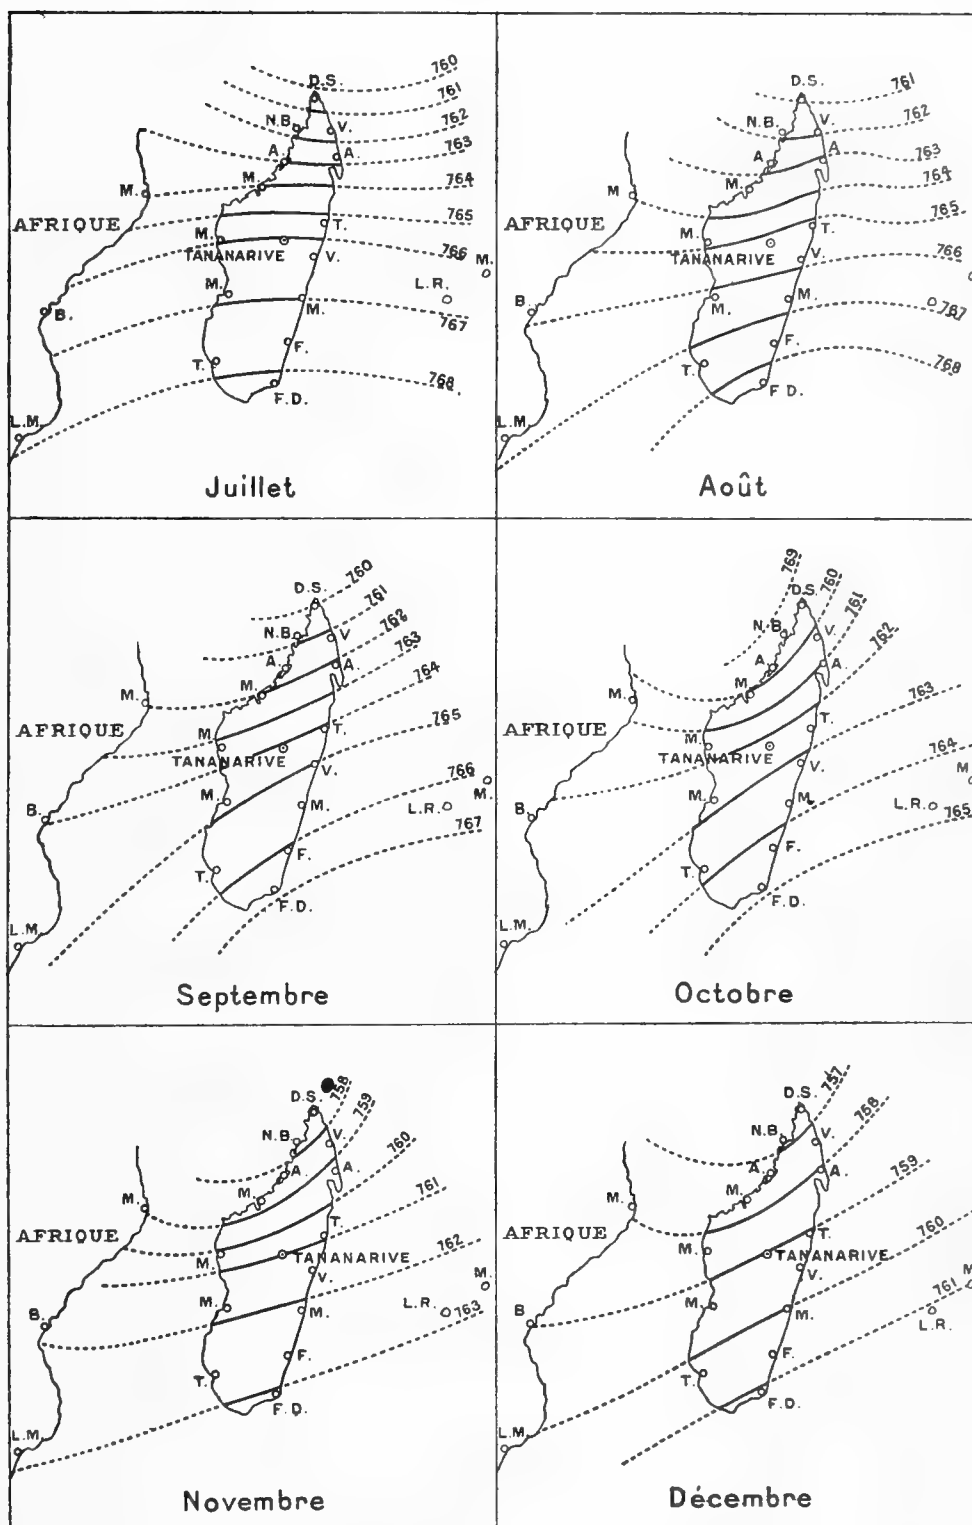 760
D.S.
761
N.B.
762
V.
A.
A.
763
M.
M.
764
AFRIQUE
765
T.
M.
TANANARIVE
766
V.
M.
M.
L.R.
B.
M.
767
F.
T.
768
F.D.
L.M.
Juillet
D.S.
761
N.B.
V.
762
A.
A.
763
M.
M.
764
AFRIQUE
765
T.
M.
TANANARIVE
V.
766
M.
M.
B.
787
F.
T.
768
F.D.
L.M.
Août
760
D.S.
761
N.B.
V.
762
A.
A.
763
M.
M.
764
AFRIQUE
M.
T.
765
TANANARIVE
V.
766
M.
M.
L.R.
M.
B.
767
F.
T.
F.D.
L.M.
Septembre
769
760
D.S.
761
N.B.
V.
762
A.
A.
M.
M.
763
AFRIQUE
T.
M.
TANANARIVE
764
V.
M.
M.
M.
L.R.
765
B.
F.
T.
F.D.
L.M.
Octobre
758
D.S.
759
N.B.
V.
760
A.
A.
M.
M.
761
AFRIQUE
T.
762
M.
TANANARIVE
V.
M.
M.
M.
L.R.
763
B.
F.
T.
F.D.
L.M.
Novembre
757
D.S.
758
N.B.
V.
759
A.
A.
M.
M.
760
AFRIQUE
T.
M.
TANANARIVE
V.
M
761
M.
M.
L.R.
B.
F.
T.
F.D.
L.M.
Décembre